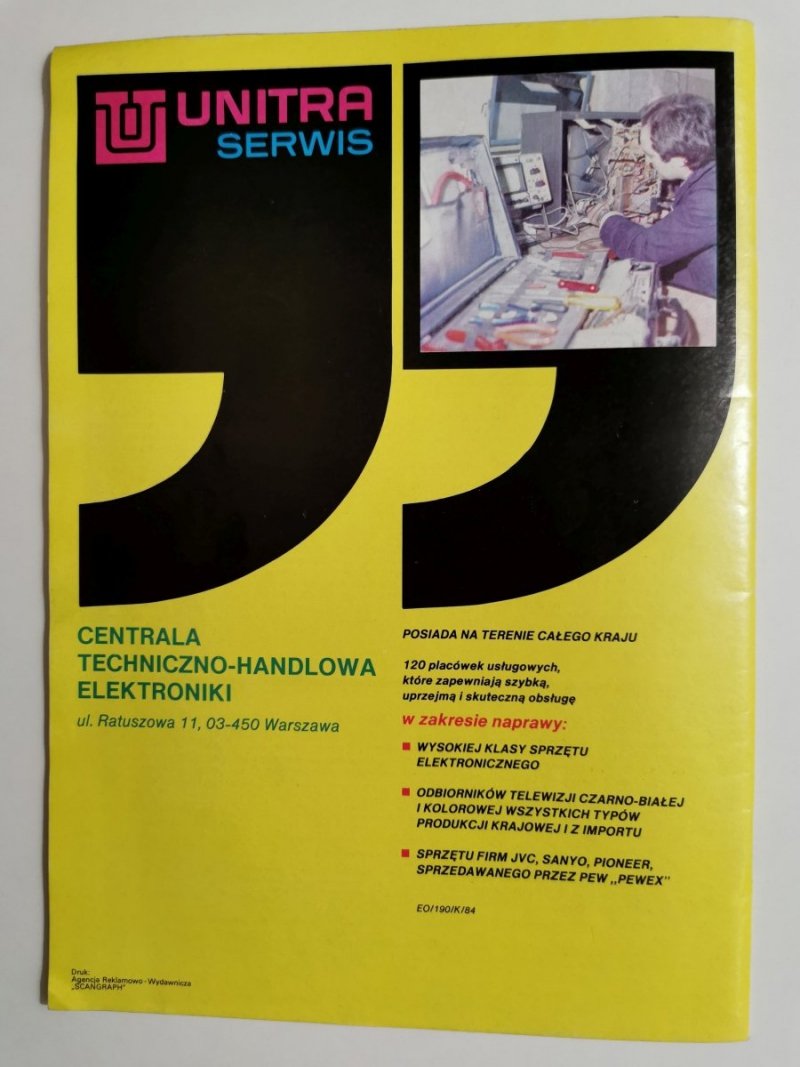 UNITRA
SERWIS
CENTRALA
TECHNICZNO-HANDLOWA
ELEKTRONIKI
ul. Ratuszowa 11, 03-450 Warszawa
POSIADA NA TERENIE CAŁEGO KRAJU
120 placówek usługowych,
które zapewniają szybką,
uprzejmą i skuteczną obsługę
w zakresie naprawy:
WYSOKIEJ KLASY SPRZĘTU
ELEKTRONICZNEGO
ODBIORNIKÓW TELEWIZJI CZARNO-BIAŁEJ
I KOLOROWEJ WSZYSTKICH TYPÓW
PRODUKCJI KRAJOWEJ I Z IMPORTU
SPRZĘTU FIRM JVC, SANYO, PIONEER,
SPRZEDAWANEGO PRZEZ PEW „PEWEX”
EO/190/K/84
Druk:
Agencja Reklamowo-Wydawnicza
„SCANGRAPH”